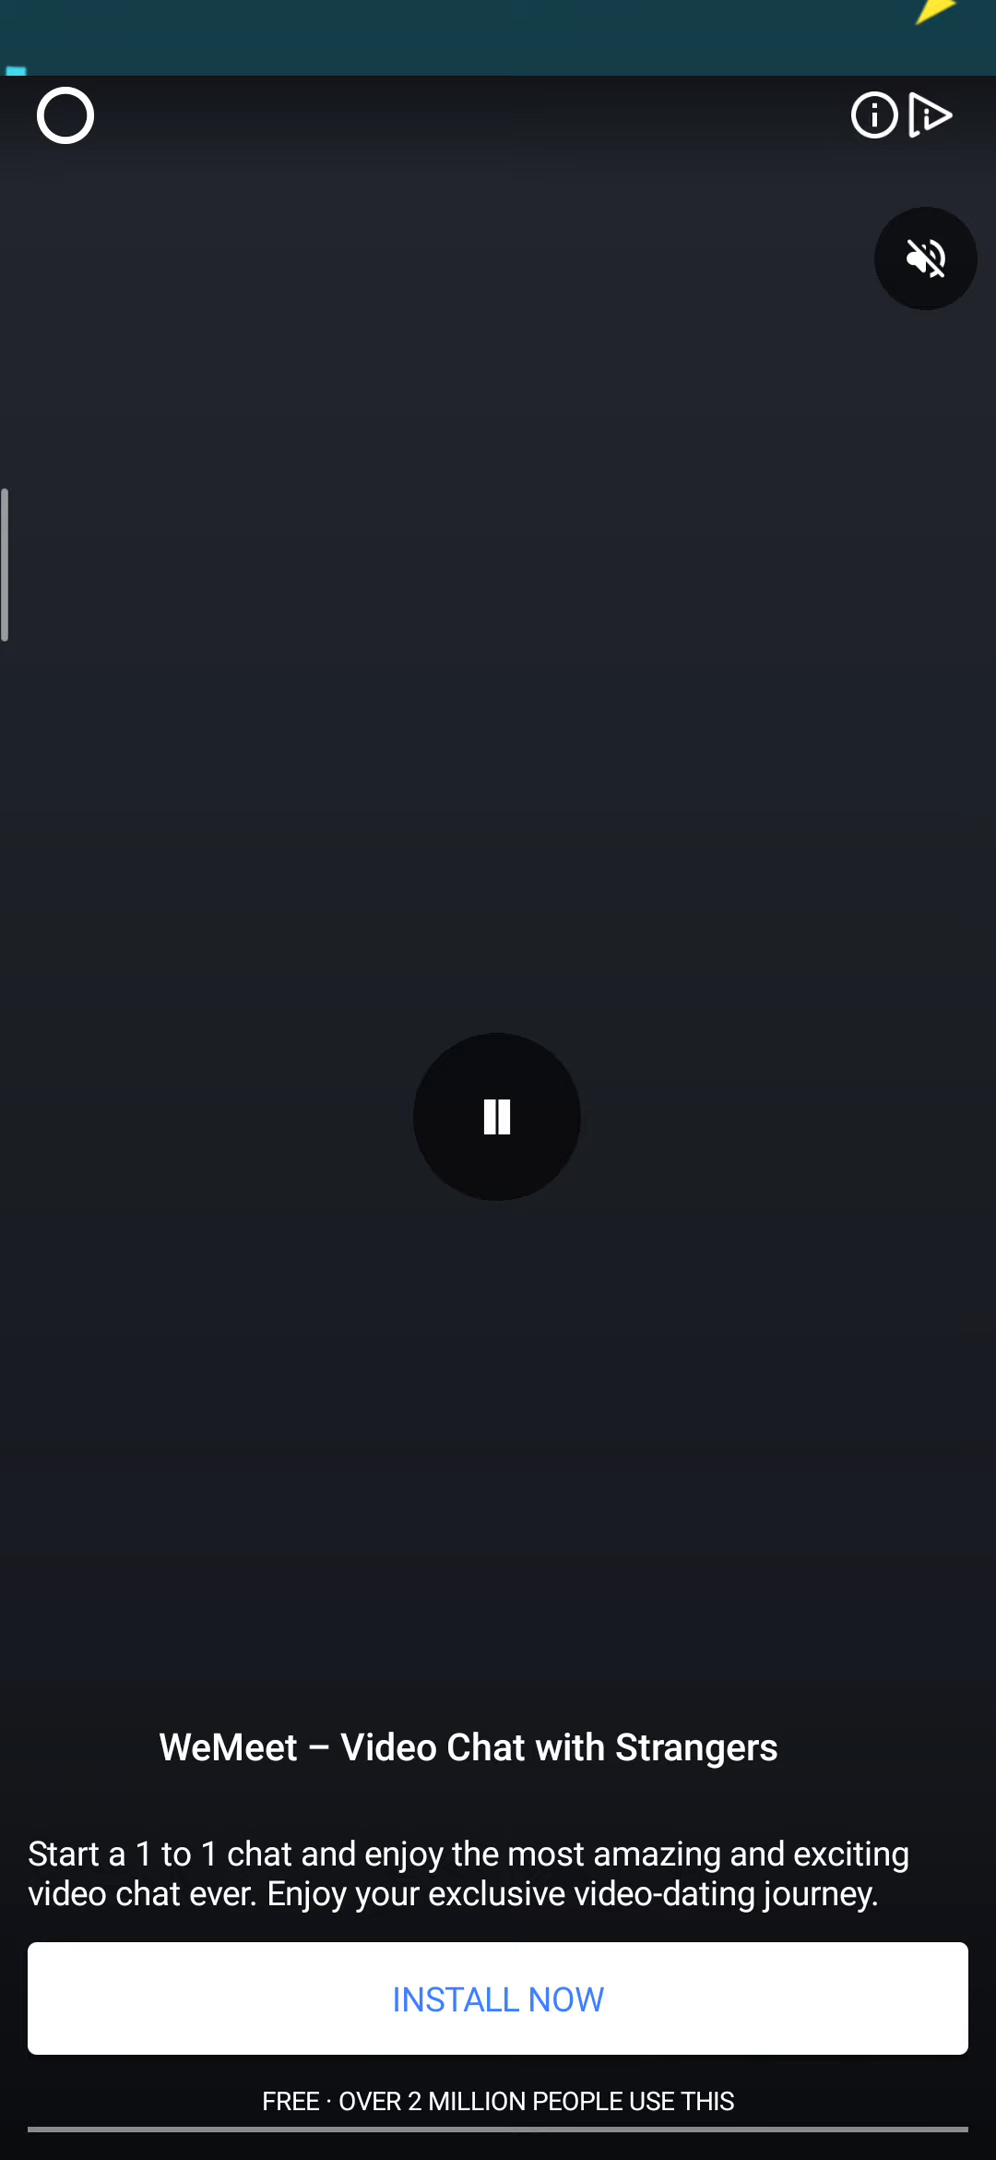 WeMeet – Video Chat with Strangers
Start a 1 to 1 chat and enjoy the most amazing and exciting
video chat ever. Enjoy your exclusive video-dating journey.
INSTALL NOW
FREE · OVER 2 MILLION PEOPLE USE THIS